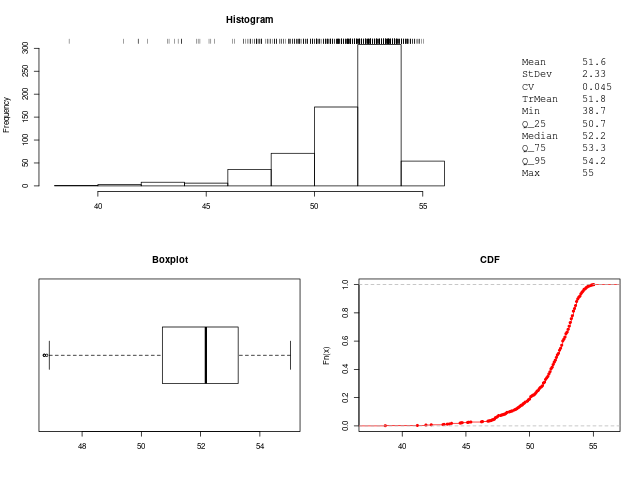 Histogram
Frequency
0 50 100 150 200 250 300
40 45 50 55
Mean 51.6
StDev 2.33
CV 0.045
TrMean 51.8
Min 38.7
Q_25 50.7
Median 52.2
Q_75 53.3
Q_95 54.2
Max 55
Boxplot
48 50 52 54
CDF
Fn(x)
0.0 0.2 0.4 0.6 0.8 1.0
40 45 50 55